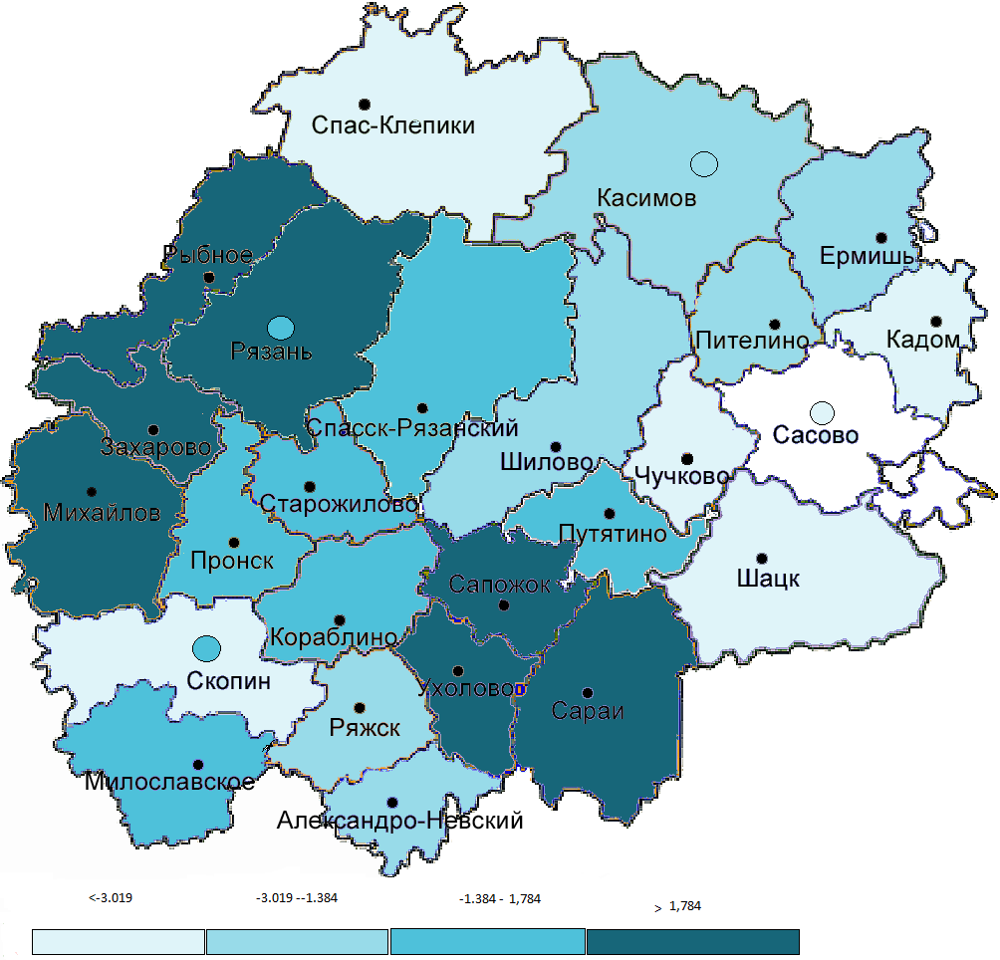 Спас-Клепики
Касимов
Рыбное
Ермишь
Рязань
Пителино
Кадом
Спасск-Рязанский
Захарово
Сасово
Шилово
Чучково
Старожилово
Михайлов
Путятино
Пронск
Сапожок
Шацк
Кораблино
Скопин
Ухолово
Сараи
Ряжск
Милославское
Александро-Невский
<-3.019
-3.019 --1.384
-1.384 - 1,784
> 1,784